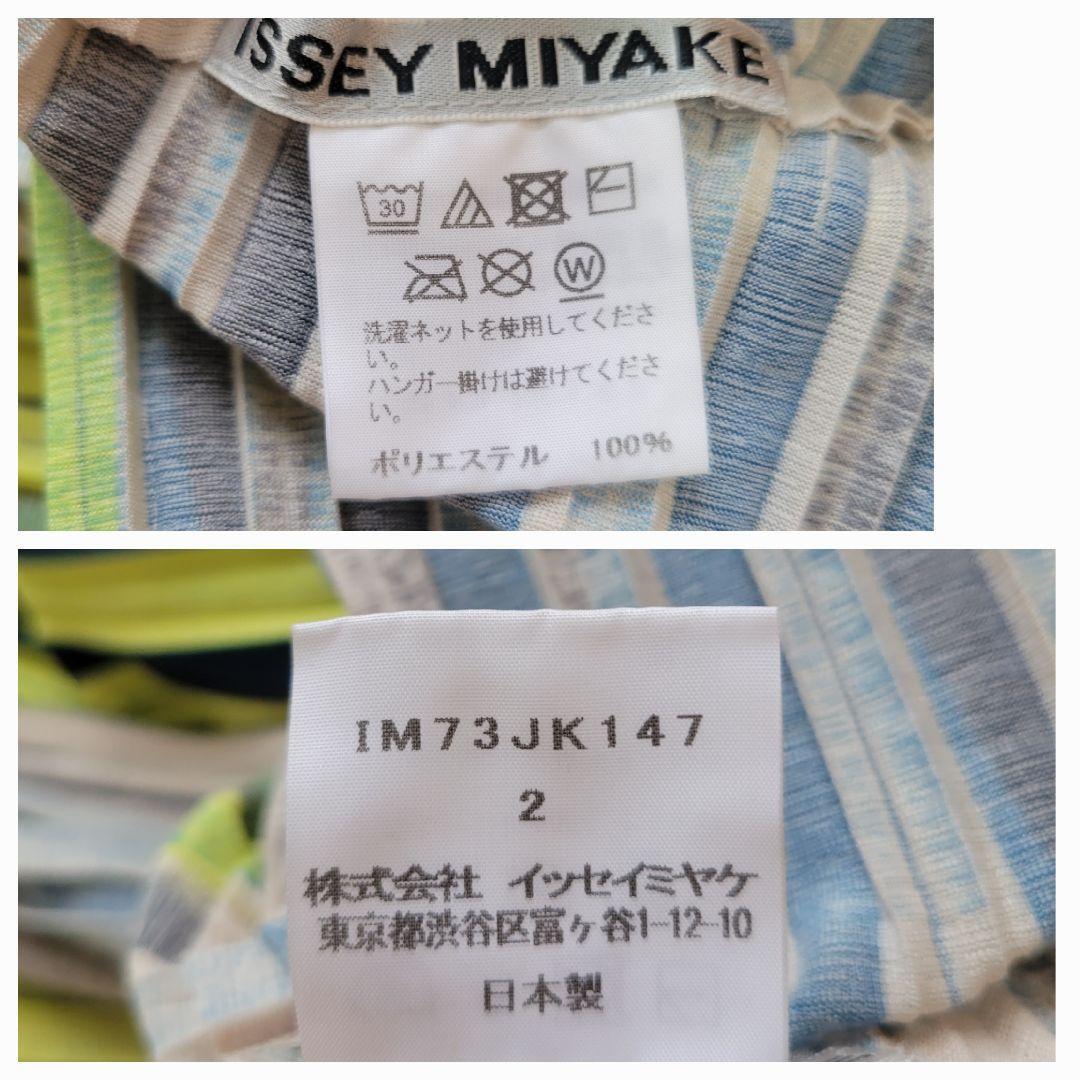 ISSEY MIYAKE
30
W
洗濯ネットを使用してくださ
い。
ハンガー掛けは避けてくださ
い。
ポリエステル 100%
IM73JK147
2
株式会社 イッセイミヤケ
東京都渋谷区富ヶ谷1-12-10
日本製